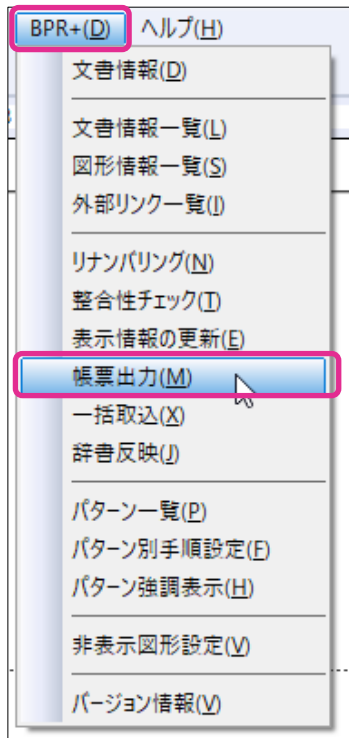 BPR+(D) ヘルプ(H)
文書情報(D)
文書情報一覧(L)
図形情報一覧(S)
外部リンク一覧(I)
リナンバリング(N)
整合性チェック(T)
表示情報の更新(E)
帳票出力(M)
一括取込(X)
辞書反映(J)
パターン一覧(P)
パターン別手順設定(F)
パターン強調表示(H)
非表示図形設定(V)
バージョン情報(V)